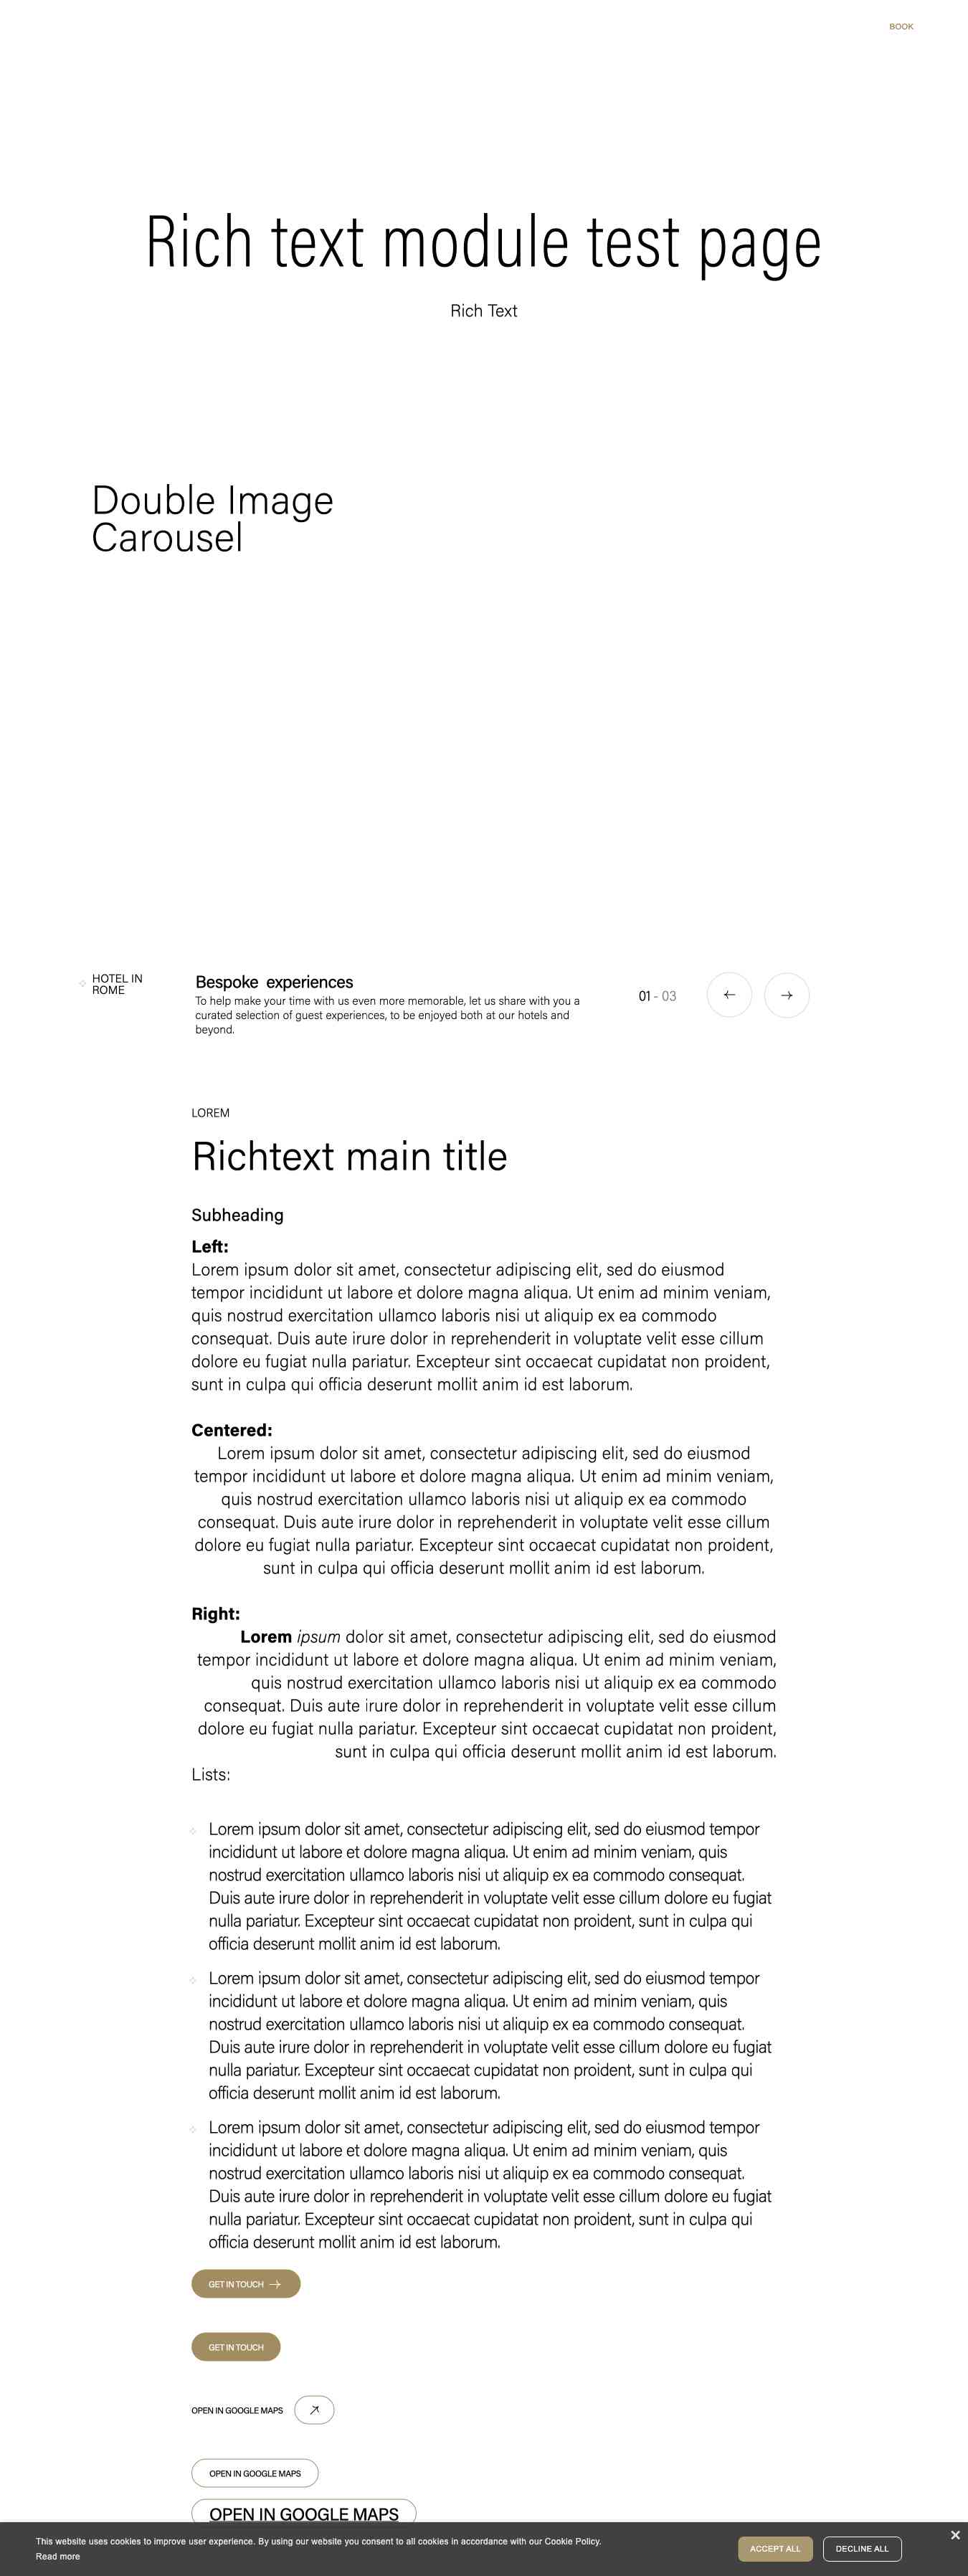 BOOK
Rich text module test page
Rich Text
Double Image
Carousel
HOTEL IN
ROME
Bespoke experiences
To help make your time with us even more memorable, let us share with you a
curated selection of guest experiences, to be enjoyed both at our hotels and
beyond.
01 - 03
LOREM
Richtext main title
Subheading
Left:
Lorem ipsum dolor sit amet, consectetur adipiscing elit, sed do eiusmod
tempor incididunt ut labore et dolore magna aliqua. Ut enim ad minim veniam,
quis nostrud exercitation ullamco laboris nisi ut aliquip ex ea commodo
consequat. Duis aute irure dolor in reprehenderit in voluptate velit esse cillum
dolore eu fugiat nulla pariatur. Excepteur sint occaecat cupidatat non proident,
sunt in culpa qui officia deserunt mollit anim id est laborum.
Centered:
Lorem ipsum dolor sit amet, consectetur adipiscing elit, sed do eiusmod
tempor incididunt ut labore et dolore magna aliqua. Ut enim ad minim veniam,
quis nostrud exercitation ullamco laboris nisi ut aliquip ex ea commodo
consequat. Duis aute irure dolor in reprehenderit in voluptate velit esse cillum
dolore eu fugiat nulla pariatur. Excepteur sint occaecat cupidatat non proident,
sunt in culpa qui officia deserunt mollit anim id est laborum.
Right:
Lorem ipsum dolor sit amet, consectetur adipiscing elit, sed do eiusmod
tempor incididunt ut labore et dolore magna aliqua. Ut enim ad minim veniam,
quis nostrud exercitation ullamco laboris nisi ut aliquip ex ea commodo
consequat. Duis aute irure dolor in reprehenderit in voluptate velit esse cillum
dolore eu fugiat nulla pariatur. Excepteur sint occaecat cupidatat non proident,
sunt in culpa qui officia deserunt mollit anim id est laborum.
Lists:
Lorem ipsum dolor sit amet, consectetur adipiscing elit, sed do eiusmod tempor
incididunt ut labore et dolore magna aliqua. Ut enim ad minim veniam, quis
nostrud exercitation ullamco laboris nisi ut aliquip ex ea commodo consequat.
Duis aute irure dolor in reprehenderit in voluptate velit esse cillum dolore eu fugiat
nulla pariatur. Excepteur sint occaecat cupidatat non proident, sunt in culpa qui
officia deserunt mollit anim id est laborum.
Lorem ipsum dolor sit amet, consectetur adipiscing elit, sed do eiusmod tempor
incididunt ut labore et dolore magna aliqua. Ut enim ad minim veniam, quis
nostrud exercitation ullamco laboris nisi ut aliquip ex ea commodo consequat.
Duis aute irure dolor in reprehenderit in voluptate velit esse cillum dolore eu fugiat
nulla pariatur. Excepteur sint occaecat cupidatat non proident, sunt in culpa qui
officia deserunt mollit anim id est laborum.
Lorem ipsum dolor sit amet, consectetur adipiscing elit, sed do eiusmod tempor
incididunt ut labore et dolore magna aliqua. Ut enim ad minim veniam, quis
nostrud exercitation ullamco laboris nisi ut aliquip ex ea commodo consequat.
Duis aute irure dolor in reprehenderit in voluptate velit esse cillum dolore eu fugiat
nulla pariatur. Excepteur sint occaecat cupidatat non proident, sunt in culpa qui
officia deserunt mollit anim id est laborum.
GET IN TOUCH
GET IN TOUCH
OPEN IN GOOGLE MAPS
OPEN IN GOOGLE MAPS
OPEN IN GOOGLE MAPS
This website uses cookies to improve user experience. By using our website you consent to all cookies in accordance with our Cookie Policy.
Read more
ACCEPT ALL
DECLINE ALL